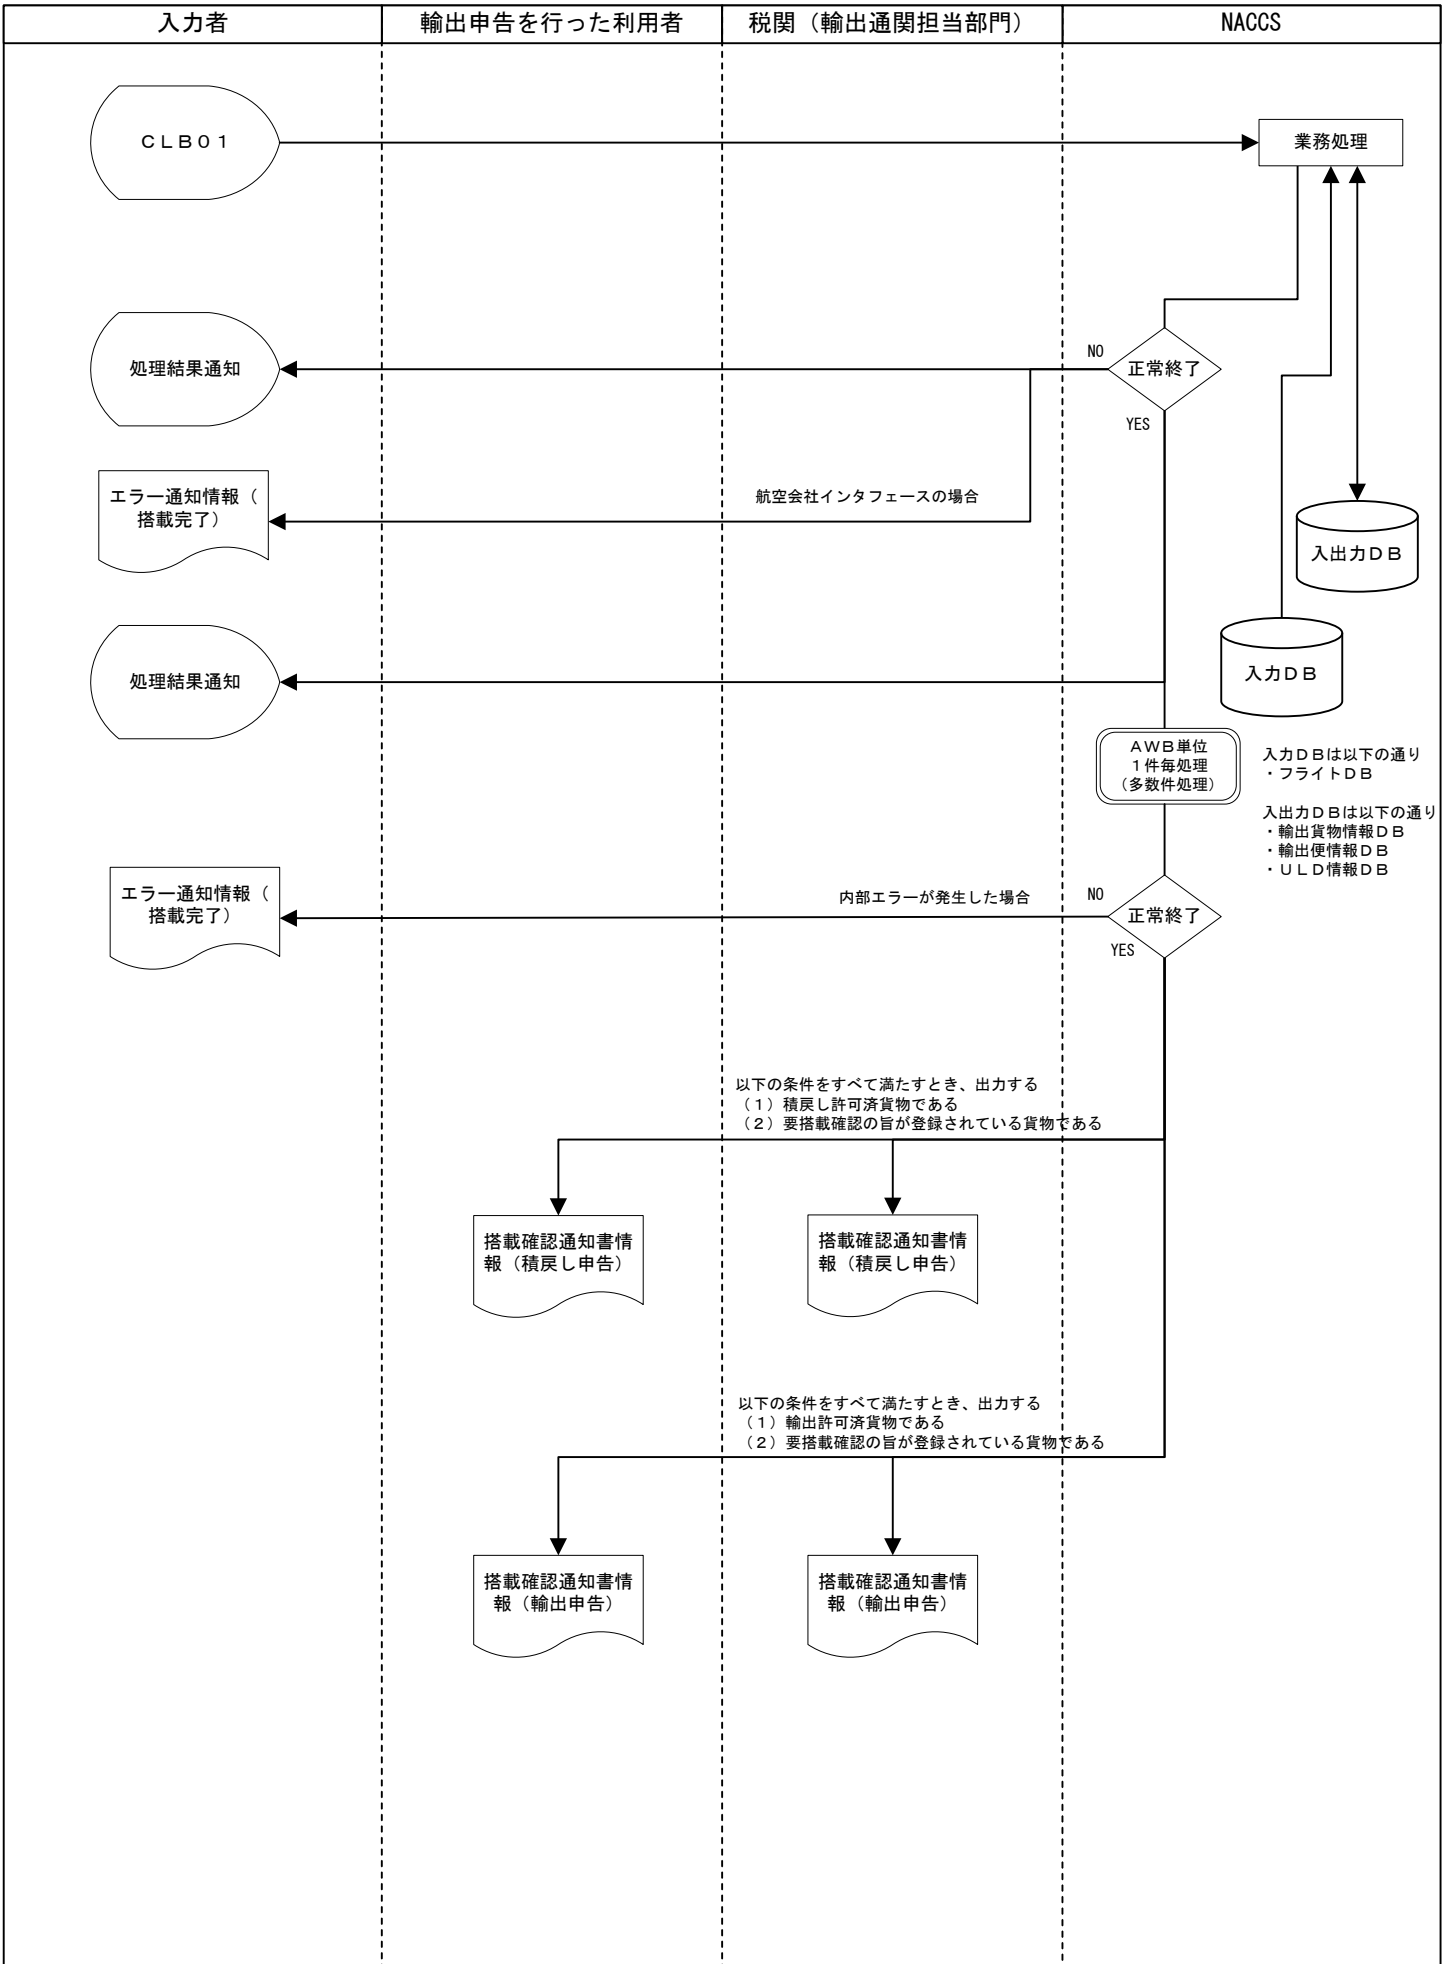 入力者
輸出申告を行った利用者
税関（輸出通関担当部門）
NACCS
ＣＬＢ０１
業務処理
処理結果通知
NO
正常終了
YES
エラー通知情報（
搭載完了）
航空会社インタフェースの場合
入出力ＤＢ
処理結果通知
入力ＤＢ
ＡＷＢ単位
１件毎処理
（多数件処理）
入力ＤＢは以下の通り
・フライトＤＢ
入出力ＤＢは以下の通り
・輸出貨物情報ＤＢ
・輸出便情報ＤＢ
・ＵＬＤ情報ＤＢ
エラー通知情報（
搭載完了）
内部エラーが発生した場合
NO
正常終了
YES
以下の条件をすべて満たすとき、出力する
（１）積戻し許可済貨物である
（２）要搭載確認の旨が登録されている貨物である
搭載確認通知書情
報（積戻し申告）
搭載確認通知書情
報（積戻し申告）
以下の条件をすべて満たすとき、出力する
（１）輸出許可済貨物である
（２）要搭載確認の旨が登録されている貨物である
搭載確認通知書情
報（輸出申告）
搭載確認通知書情
報（輸出申告）